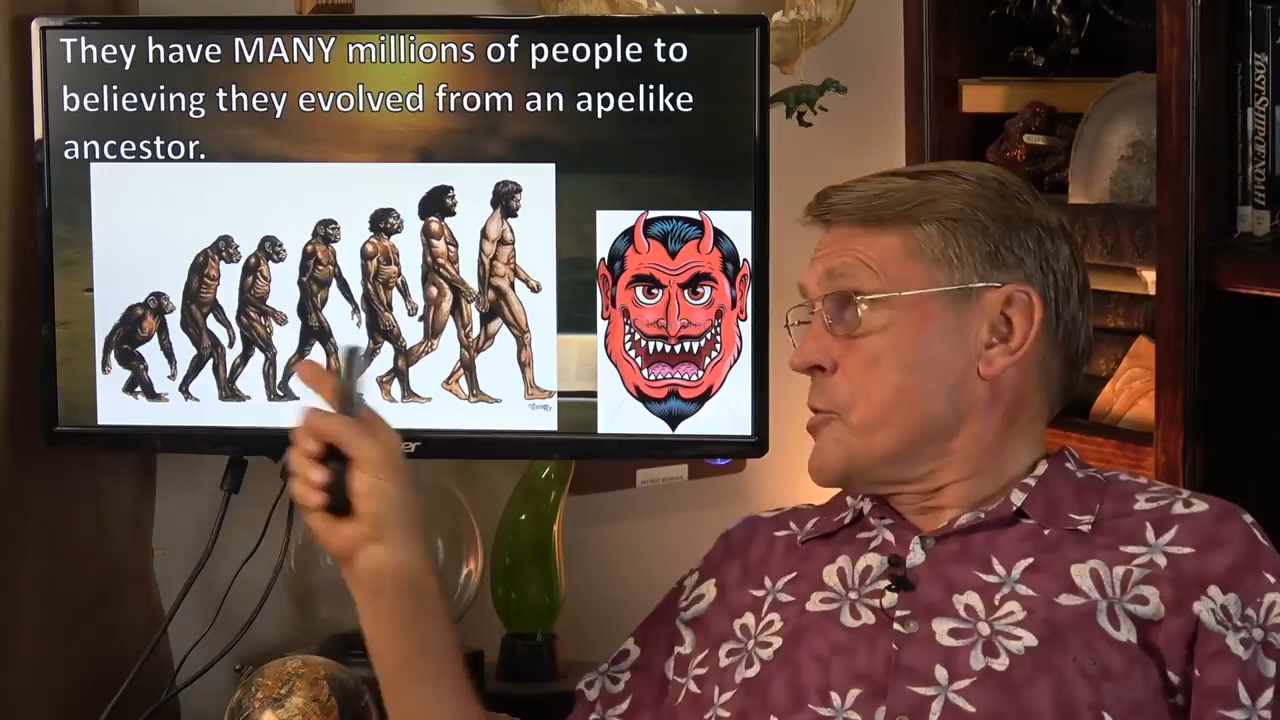 They have MANY millions of people to
believing they evolved from an apelike
ancestor.